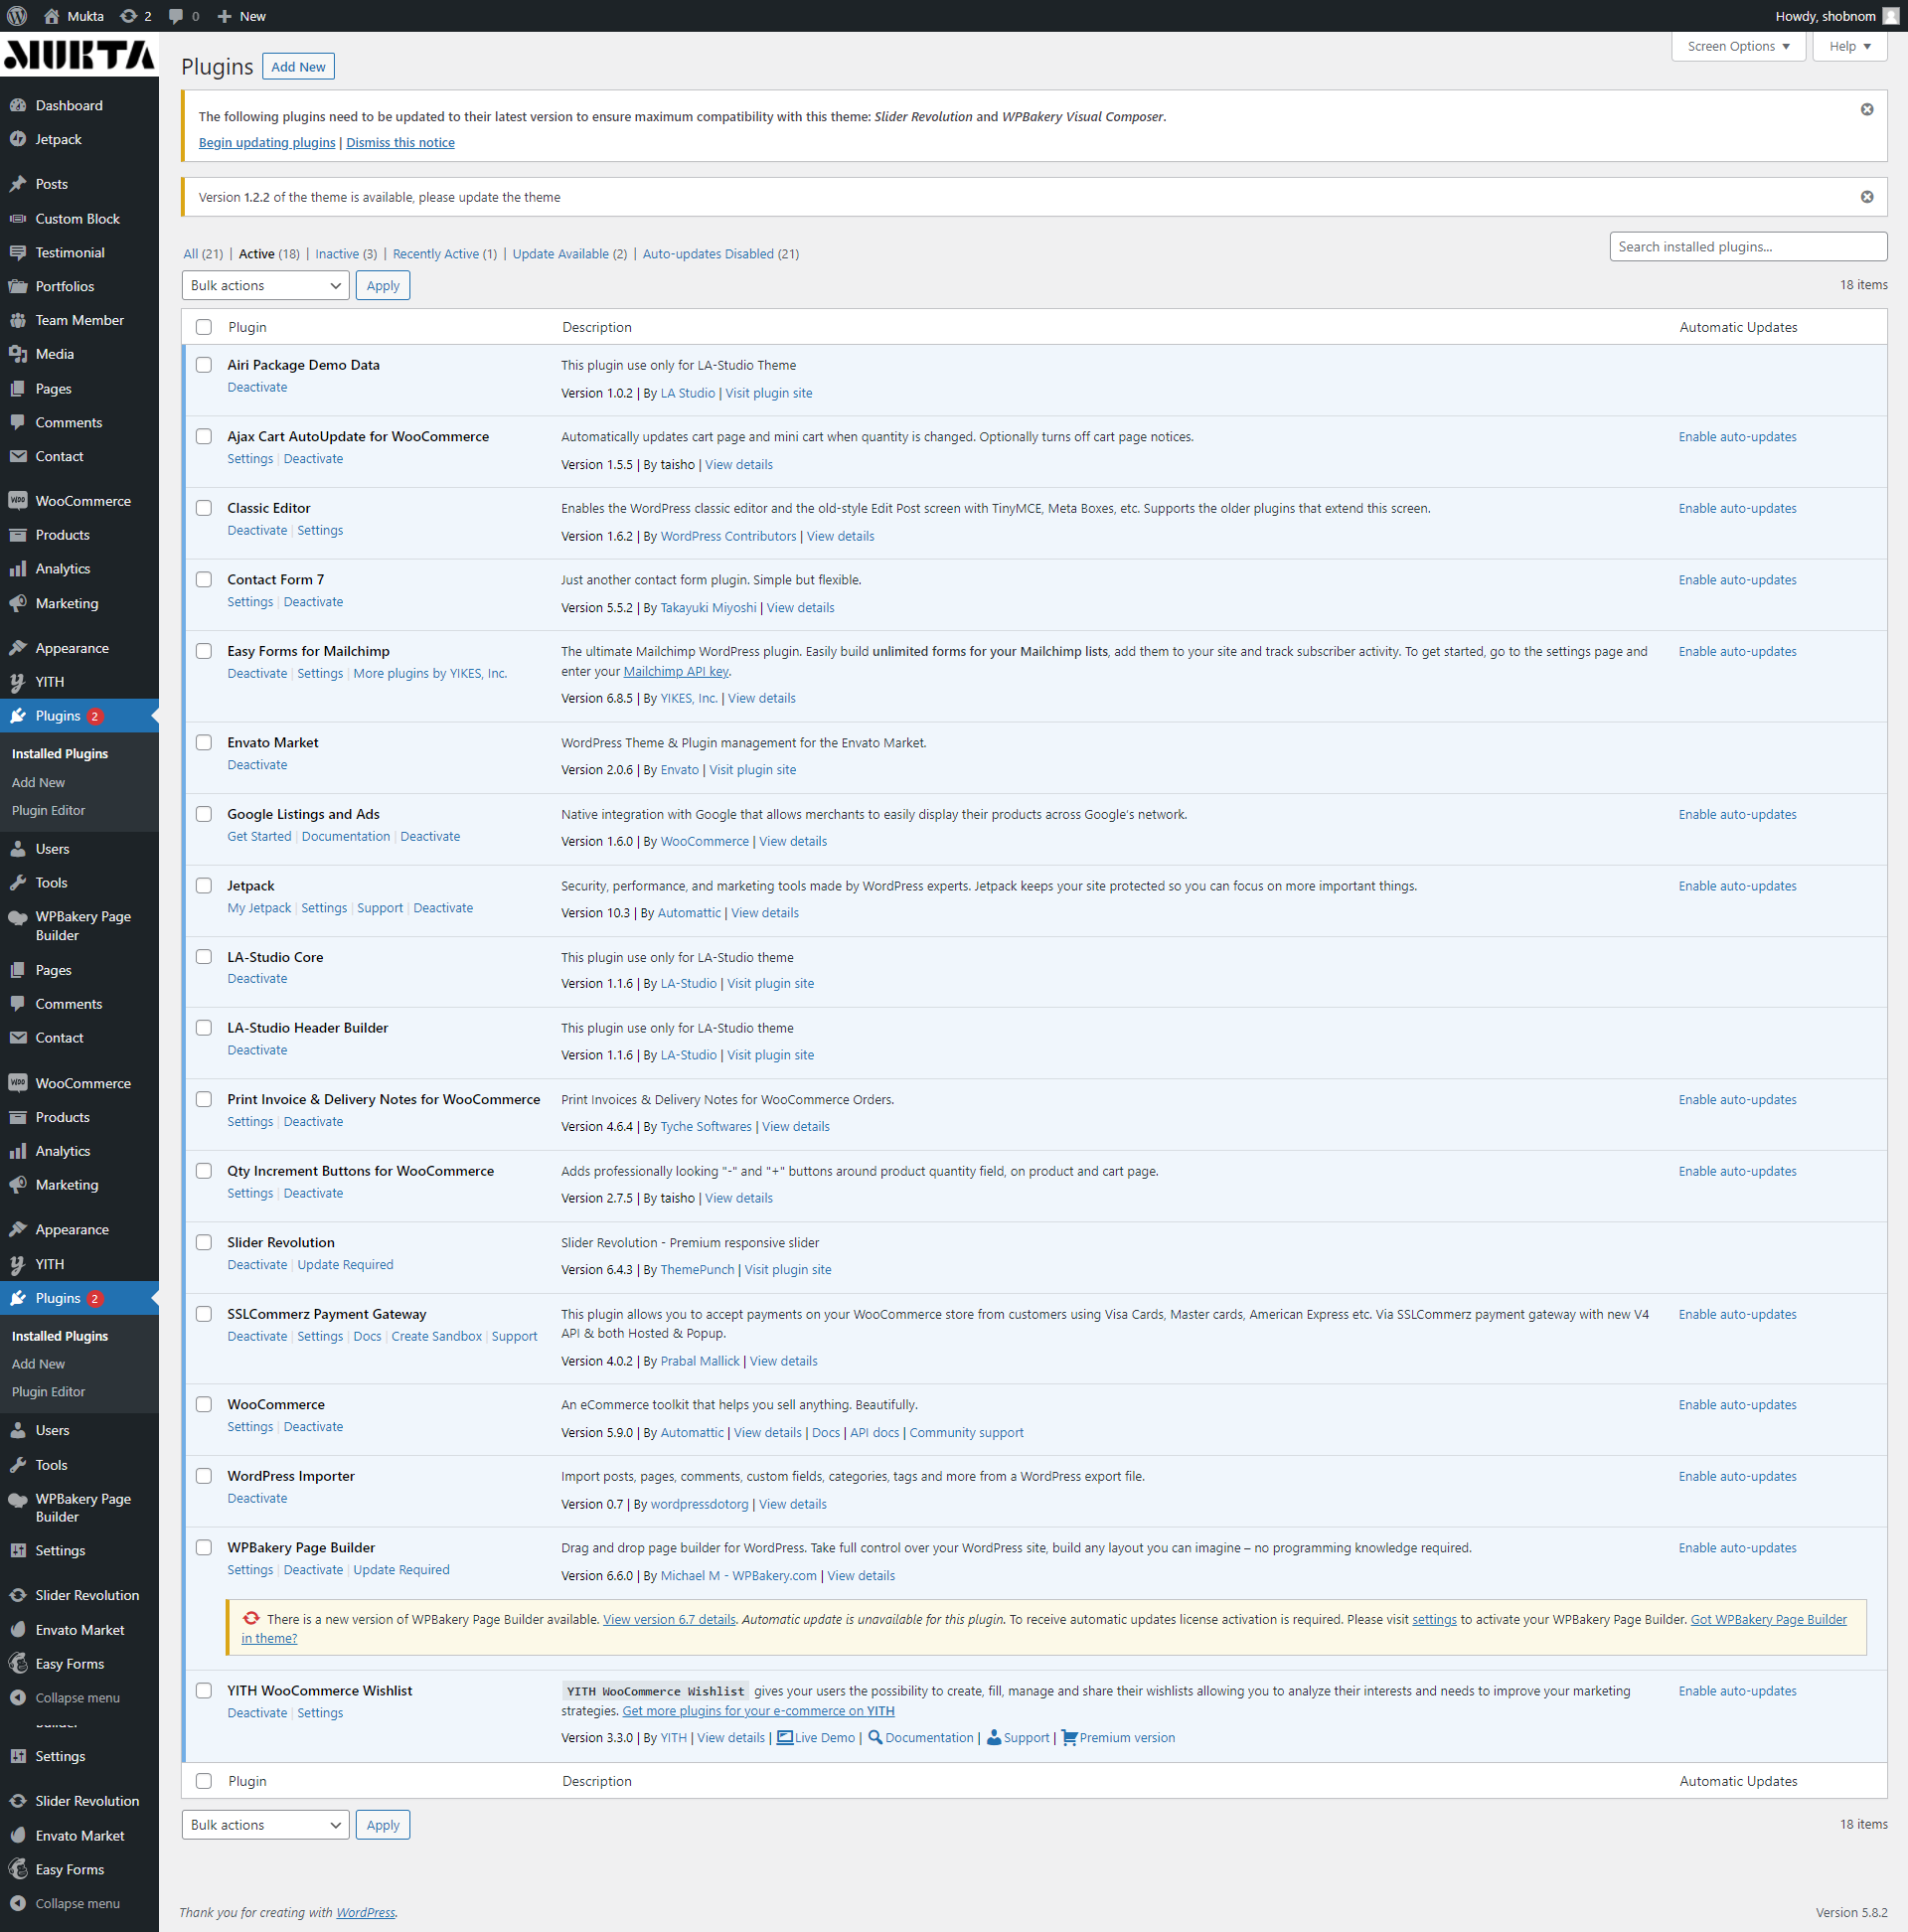 Mukta 2 0 New Howdy, shobnom
MUKTA
Screen Options Help
Dashboard
Jetpack
Posts
Custom Block
Testimonial
Portfolios
Team Member
Media
Pages
Comments
Contact
WooCommerce
Products
Analytics
Marketing
Appearance
YITH
Plugins 2
Installed Plugins
Add New
Plugin Editor
Users
Tools
WPBakery Page
Builder
Pages
Comments
Contact
WooCommerce
Products
Analytics
Marketing
Appearance
YITH
Plugins 2
Installed Plugins
Add New
Plugin Editor
Users
Tools
WPBakery Page
Builder
Settings
Slider Revolution
Envato Market
Easy Forms
Collapse menu
Builder
Settings
Slider Revolution
Envato Market
Easy Forms
Collapse menu
Plugins Add New
The following plugins need to be updated to their latest version to ensure maximum compatibility with this theme: Slider Revolution and WPBakery Visual Composer.
Begin updating plugins | Dismiss this notice
Version 1.2.2 of the theme is available, please update the theme
All (21) | Active (18) | Inactive (3) | Recently Active (1) | Update Available (2) | Auto-updates Disabled (21)
Search installed plugins...
Bulk actions Apply 18 items
Plugin Description Automatic Updates
Airi Package Demo Data This plugin use only for LA-Studio Theme
Deactivate
Version 1.0.2 | By LA Studio | Visit plugin site
Ajax Cart AutoUpdate for WooCommerce Automatically updates cart page and mini cart when quantity is changed. Optionally turns off cart page notices. Enable auto-updates
Settings | Deactivate
Version 1.5.5 | By taisho | View details
Classic Editor Enables the WordPress classic editor and the old-style Edit Post screen with TinyMCE, Meta Boxes, etc. Supports the older plugins that extend this screen. Enable auto-updates
Deactivate | Settings
Version 1.6.2 | By WordPress Contributors | View details
Contact Form 7 Just another contact form plugin. Simple but flexible. Enable auto-updates
Settings | Deactivate
Version 5.5.2 | By Takayuki Miyoshi | View details
Easy Forms for Mailchimp The ultimate Mailchimp WordPress plugin. Easily build unlimited forms for your Mailchimp lists, add them to your site and track subscriber activity. To get started, go to the settings page and Enable auto-updates
Deactivate | Settings | More plugins by YIKES, Inc. enter your Mailchimp API key.
Version 6.8.5 | By YIKES, Inc. | View details
Envato Market WordPress Theme & Plugin management for the Envato Market.
Deactivate
Version 2.0.6 | By Envato | Visit plugin site
Google Listings and Ads Native integration with Google that allows merchants to easily display their products across Google's network. Enable auto-updates
Get Started | Documentation | Deactivate
Version 1.6.0 | By WooCommerce | View details
Jetpack Security, performance, and marketing tools made by WordPress experts. Jetpack keeps your site protected so you can focus on more important things. Enable auto-updates
My Jetpack | Settings | Support | Deactivate
Version 10.3 | By Automattic | View details
LA-Studio Core This plugin use only for LA-Studio theme
Deactivate
Version 1.1.6 | By LA-Studio | Visit plugin site
LA-Studio Header Builder This plugin use only for LA-Studio theme
Deactivate
Version 1.1.6 | By LA-Studio | Visit plugin site
Print Invoice & Delivery Notes for WooCommerce Print Invoices & Delivery Notes for WooCommerce Orders. Enable auto-updates
Settings | Deactivate
Version 4.6.4 | By Tyche Softwares | View details
Qty Increment Buttons for WooCommerce Adds professionally looking "-" and "+" buttons around product quantity field, on product and cart page. Enable auto-updates
Settings | Deactivate
Version 2.7.5 | By taisho | View details
Slider Revolution Slider Revolution - Premium responsive slider
Deactivate | Update Required
Version 6.4.3 | By ThemePunch | Visit plugin site
SSLCommerz Payment Gateway This plugin allows you to accept payments on your WooCommerce store from customers using Visa Cards, Master cards, American Express etc. Via SSLCommerz payment gateway with new V4 Enable auto-updates
Deactivate | Settings | Docs | Create Sandbox | Support API & both Hosted & Popup.
Version 4.0.2 | By Prabal Mallick | View details
WooCommerce An eCommerce toolkit that helps you sell anything. Beautifully. Enable auto-updates
Settings | Deactivate
Version 5.9.0 | By Automattic | View details | Docs | API docs | Community support
WordPress Importer Import posts, pages, comments, custom fields, categories, tags and more from a WordPress export file. Enable auto-updates
Deactivate
Version 0.7 | By wordpressdotorg | View details
WPBakery Page Builder Drag and drop page builder for WordPress. Take full control over your WordPress site, build any layout you can imagine – no programming knowledge required. Enable auto-updates
Settings | Deactivate | Update Required
Version 6.6.0 | By Michael M - WPBakery.com | View details
There is a new version of WPBakery Page Builder available. View version 6.7 details. Automatic update is unavailable for this plugin. To receive automatic updates license activation is required. Please visit settings to activate your WPBakery Page Builder. Got WPBakery Page Builder
in theme?
YITH WooCommerce Wishlist YITH WooCommerce Wishlist gives your users the possibility to create, fill, manage and share their wishlists allowing you to analyze their interests and needs to improve your marketing Enable auto-updates
Deactivate | Settings strategies. Get more plugins for your e-commerce on YITH
Version 3.3.0 | By YITH | View details | Live Demo | Documentation | Support | Premium version
Plugin Description Automatic Updates
Bulk actions Apply 18 items
Thank you for creating with WordPress. Version 5.8.2